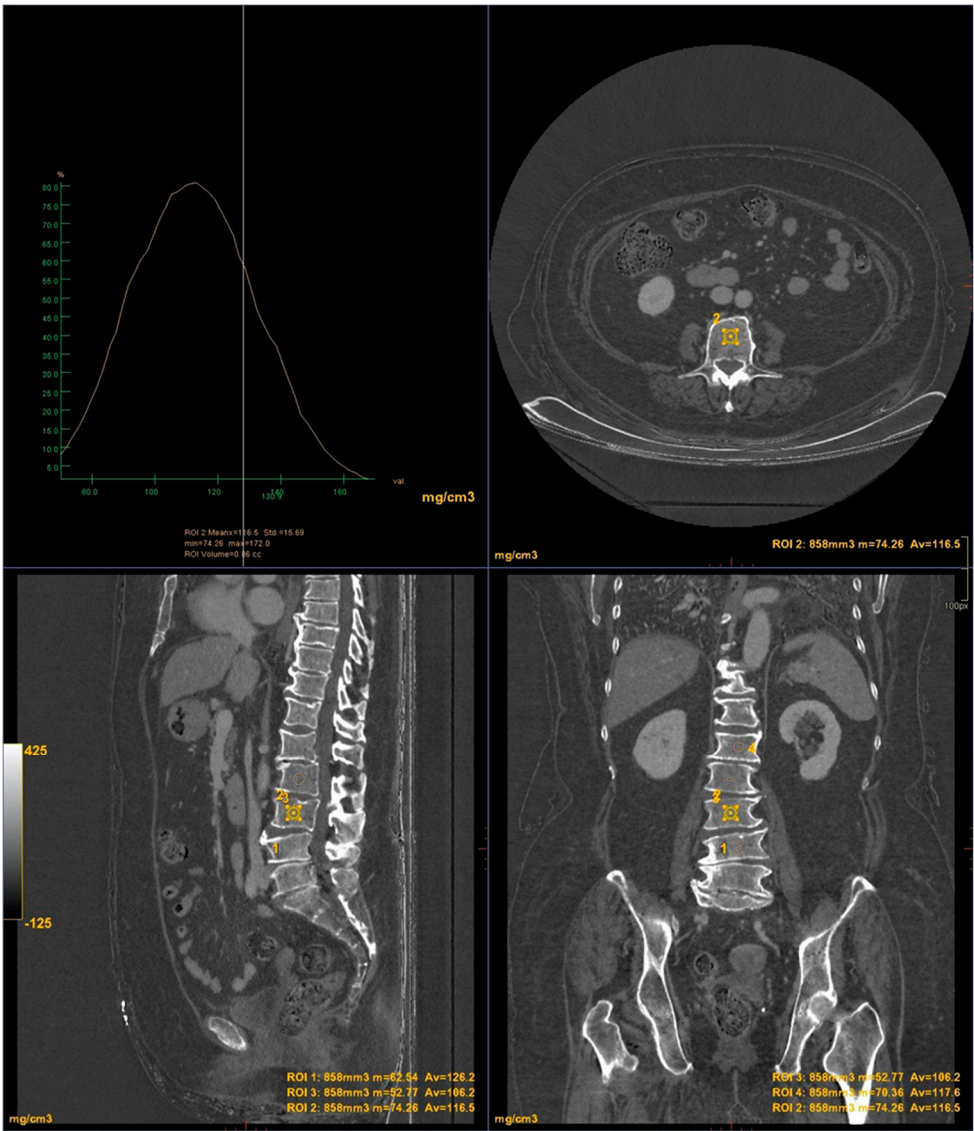 %
80.0
75.0
70.0
65.0
60.0
55.0
50.0
45.0
40.0
35.0
30.0
25.0
20.0
15.0
10.0
5.0
80.0 100 120 140 160
130.9
val.
mg/cm3
ROI 2:Meanx=116.5 Std.=15.69
min=74.26 max=172.0
ROI Volume=0.86 cc
2
ROI 2: 858mm3 m=74.26 Av=116.5
mg/cm3
100px
425
-125
2
3
1
ROI 1: 858mm3 m=62.54 Av=126.2
ROI 3: 858mm3 m=52.77 Av=106.2
ROI 2: 858mm3 m=74.26 Av=116.5
mg/cm3
4
1
ROI 3: 858mm3 m=52.77 Av=106.2
ROI 4: 858mm3 m=70.36 Av=117.6
ROI 2: 858mm3 m=74.26 Av=116.5
mg/cm3